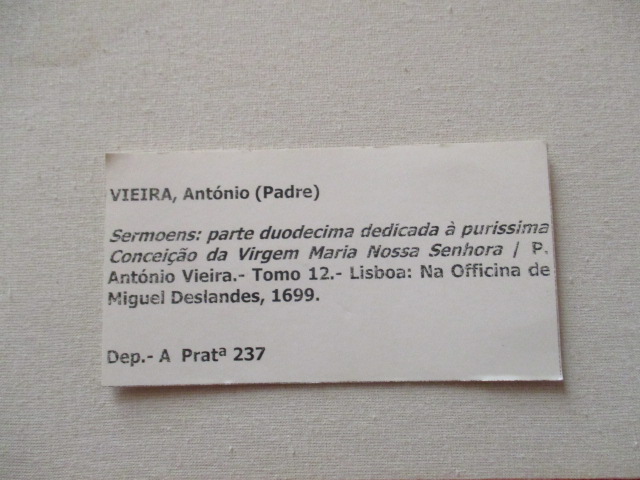 VIEIRA, António (Padre)
Sermoens: parte duodecima dedicada à purissima
Conceição da Virgem Maria Nossa Senhora / P.
António Vieira.- Tomo 12.- Lisboa: Na Officina de
Miguel Deslandes, 1699.
Dep.- A Pratª 237